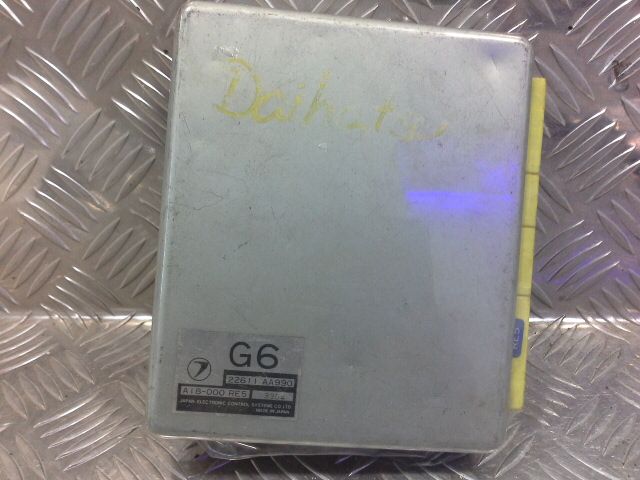 Daihatsu
G6
22611 AA990
A18-000 RE5
JAPAN ELECTRONIC CONTROL SYSTEMS CO.LTD.
MADE IN JAPAN